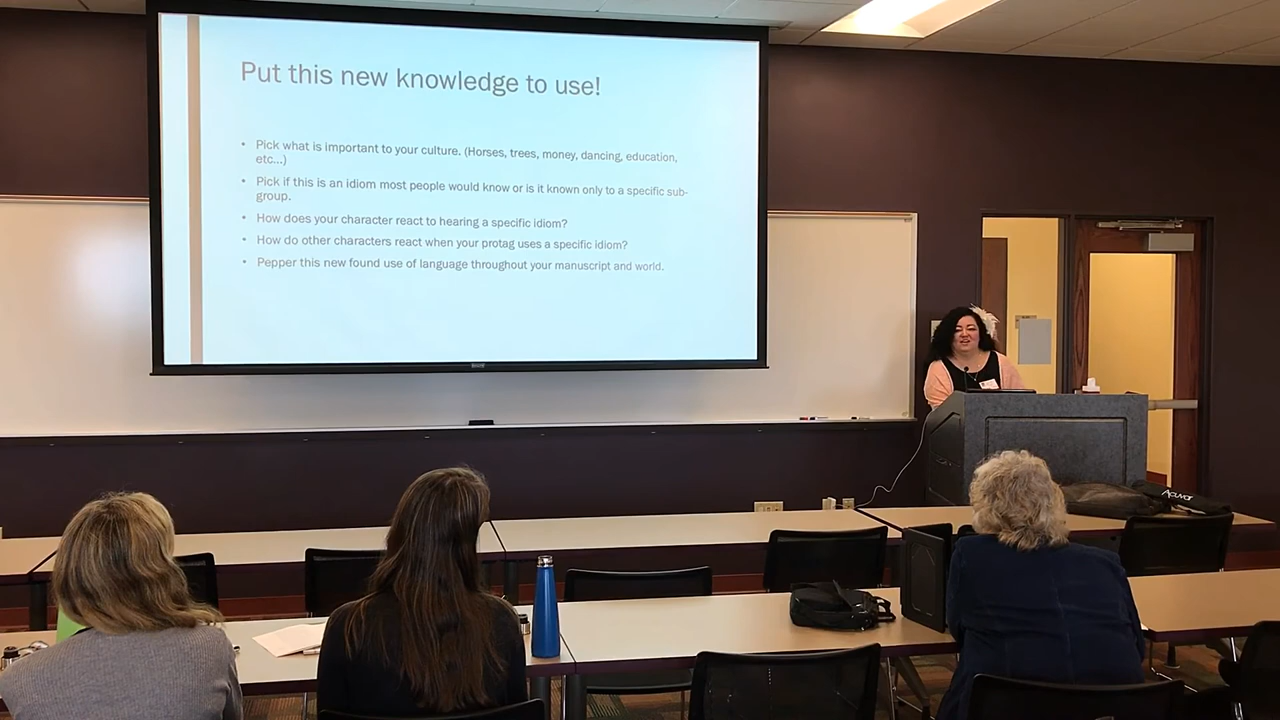 Put this new knowledge to use!
• Pick what is important to your culture. (Horses, trees, money, dancing, education,
etc...)
• Pick if this is an idiom most people would know or is it known only to a specific sub-
group.
• How does your character react to hearing a specific idiom?
• How do other characters react when your protag uses a specific idiom?
• Pepper this new found use of language throughout your manuscript and world.
Acuvar